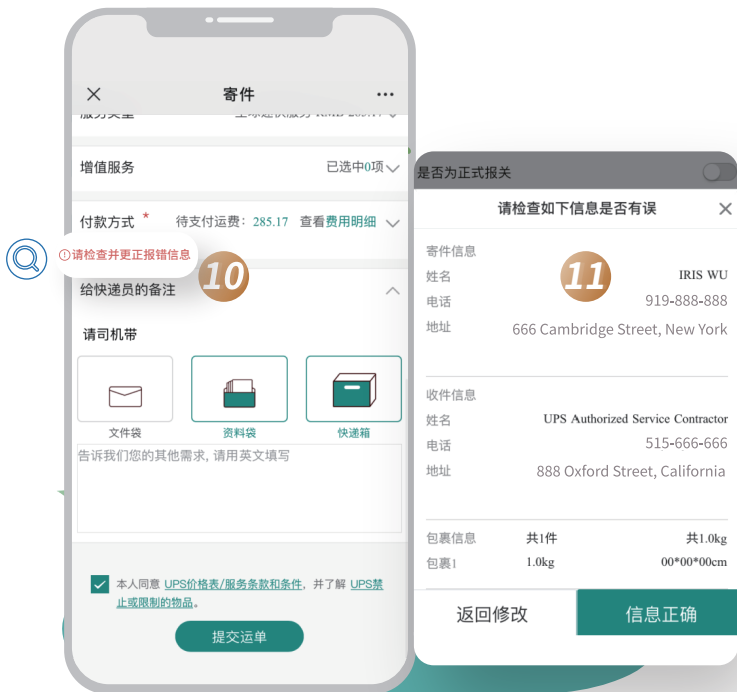 寄件
增值服务
已选中0项
付款方式 *
待支付运费：285.17 查看费用明细
请检查并更正报错信息
10
给快递员的备注
请司机带
文件袋
资料袋
快递箱
告诉我们您的其他需求, 请用英文填写
本人同意 UPS价格表/服务条款和条件，并了解 UPS禁
止或限制的物品。
提交运单
是否为正式报关
请检查如下信息是否有误
11
寄件信息
姓名 IRIS WU
电话 919-888-888
地址 666 Cambridge Street, New York
收件信息
姓名 UPS Authorized Service Contractor
电话 515-666-666
地址 888 Oxford Street, California
包裹信息 共1件 共1.0kg
包裹1 1.0kg 00*00*00cm
返回修改
信息正确